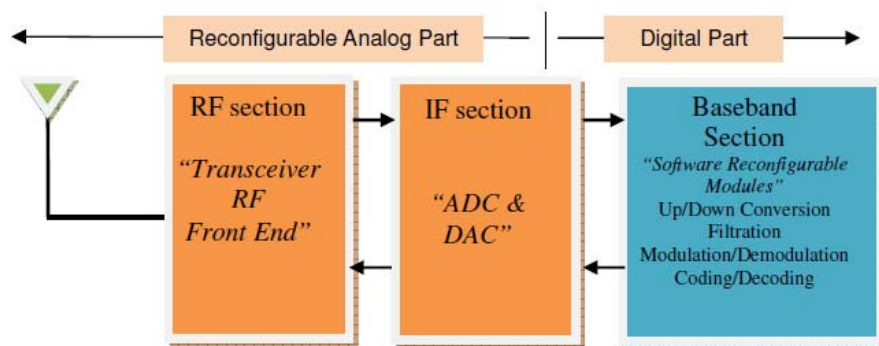 Reconfigurable Analog Part
Digital Part
RF section
“Transceiver
RF
Front End”
IF section
“ADC &
DAC”
Baseband
Section
“Software Reconfigurable
Modules”
Up/Down Conversion
Filtration
Modulation/Demodulation
Coding/Decoding